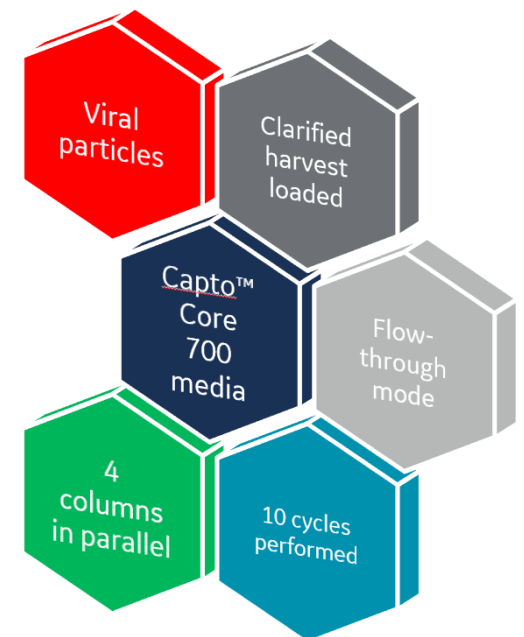 Viral
particles
Clarified
harvest
loaded
Capto™
Core
700
media
Flow-
through
mode
4
columns
in parallel
10 cycles
performed